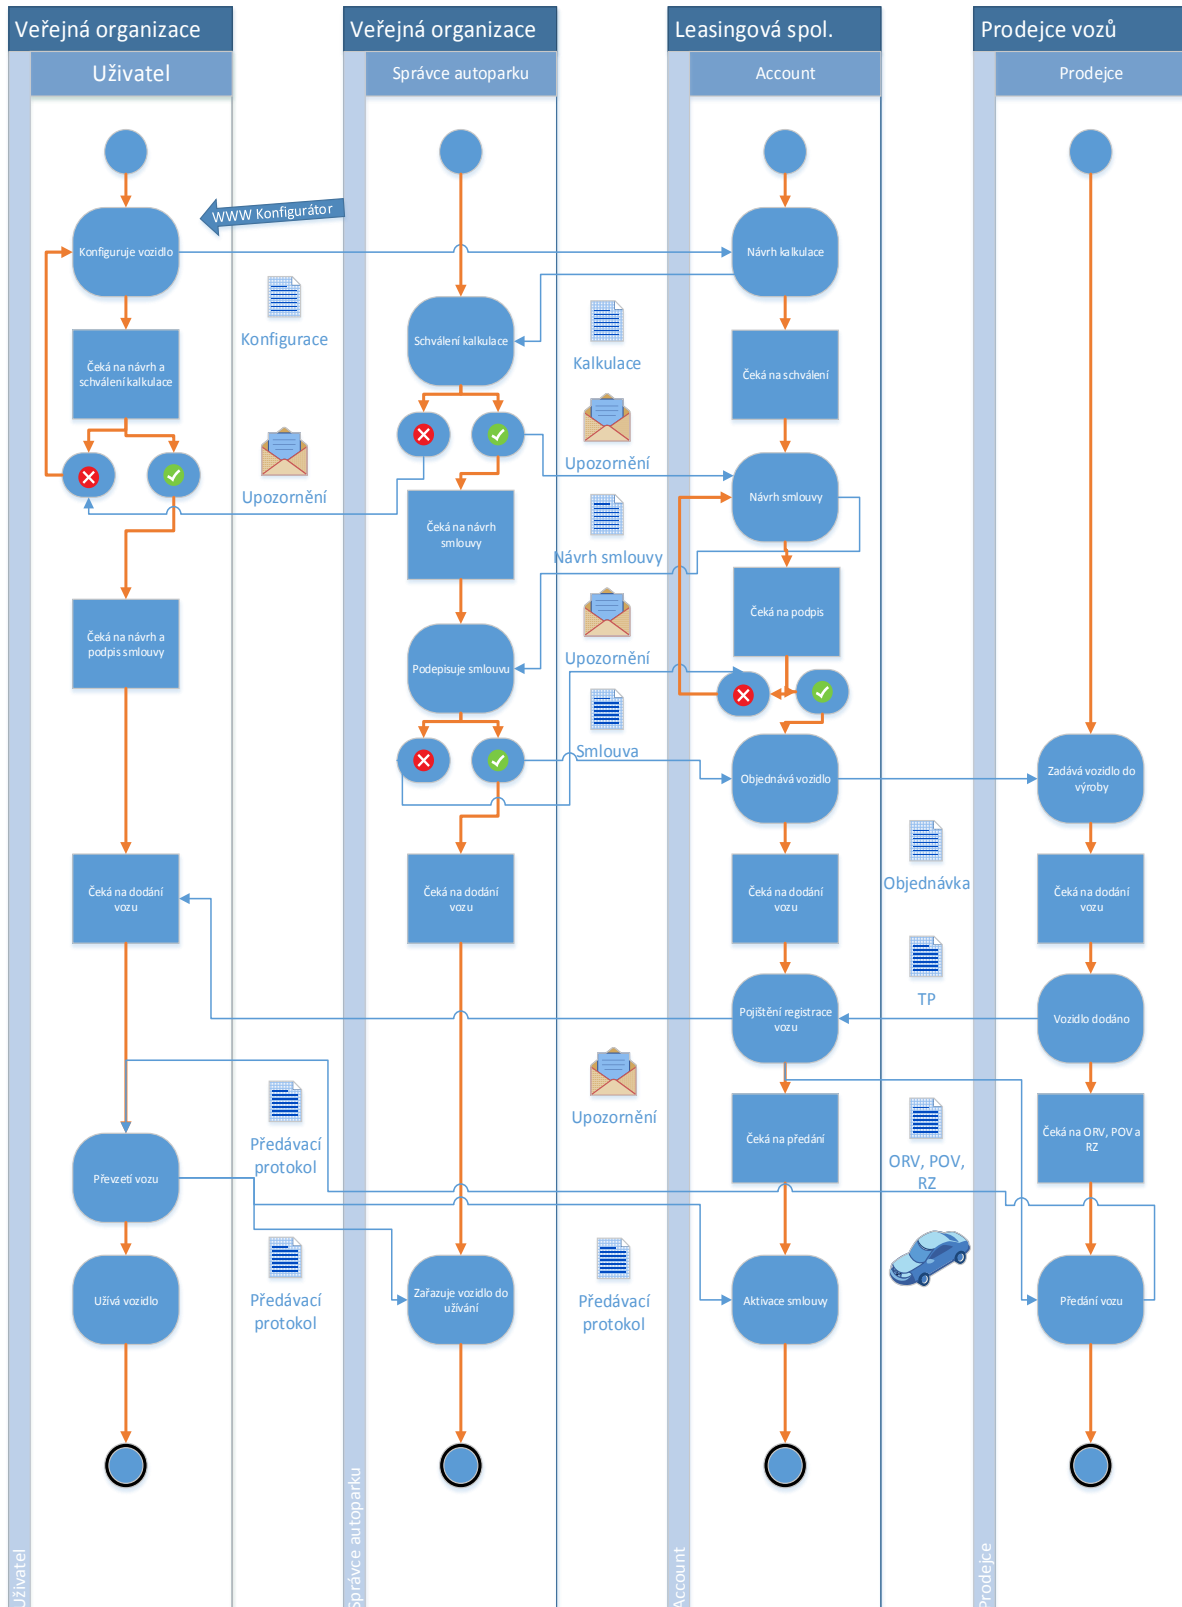 Veřejná organizace
Veřejná organizace
Leasingová spol.
Prodejce vozů
Uživatel
Správce autoparku
Account
Prodejce
WWW Konfigurátor
Konfiguruje vozidlo
Návrh kalkulace
Konfigurace
Schválení kalkulace
Kalkulace
Čeká na návrh a
schválení kalkulace
Čeká na schválení
Upozornění
Upozornění
Návrh smlouvy
Čeká na návrh
smlouvy
Návrh smlouvy
Čeká na návrh a
podpis smlouvy
Čeká na podpis
Upozornění
Podepisuje smlouvu
Smlouva
Objednává vozidlo
Zadává vozidlo do
výroby
Čeká na dodání
vozu
Čeká na dodání
vozu
Čeká na dodání
vozu
Objednávka
Čeká na dodání
vozu
TP
Pojištění registrace
vozu
Vozidlo dodáno
Upozornění
Předávací
protokol
Čeká na předání
ORV, POV,
RZ
Čeká na ORV, POV a
RZ
Převzetí vozu
Užívá vozidlo
Předávací
protokol
Zařazuje vozidlo do
užívání
Předávací
protokol
Aktivace smlouvy
Předání vozu
Uživatel
Správce autoparku
Account
Prodejce